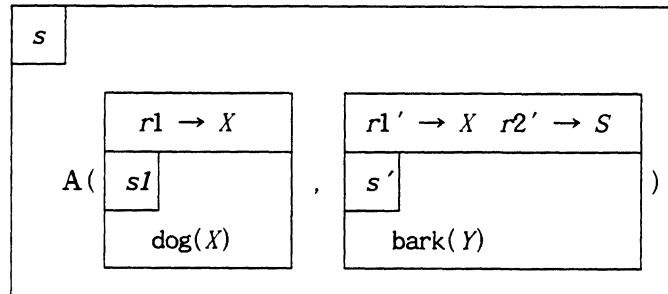 s
r1 → X r1' → X r2' → S
A( s1 , s' )
dog(X) bark(Y)